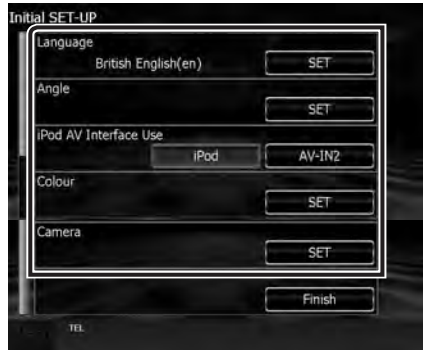 Initial SET-UP
Language
British English(en) SET
Angle
SET
iPod AV Interface Use
iPod AV-IN2
Colour
SET
Camera
SET
Finish
TEL